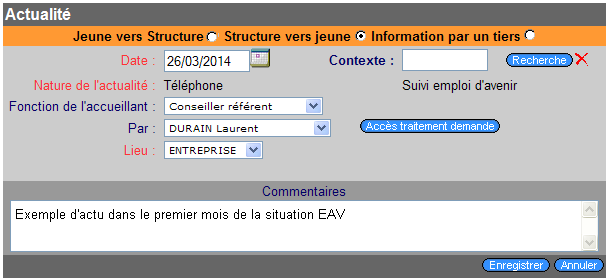 Actualité
Jeune vers Structure Structure vers jeune Information par un tiers
Date : 26/03/2014 Contexte : Recherche
Nature de l'actualité : Téléphone Suivi emploi d'avenir
Fonction de l'accueillant : Conseiller référent
Par : DURAIN Laurent Accès traitement demande
Lieu : ENTREPRISE
Commentaires
Exemple d'actu dans le premier mois de la situation EAV
Enregistrer Annuler